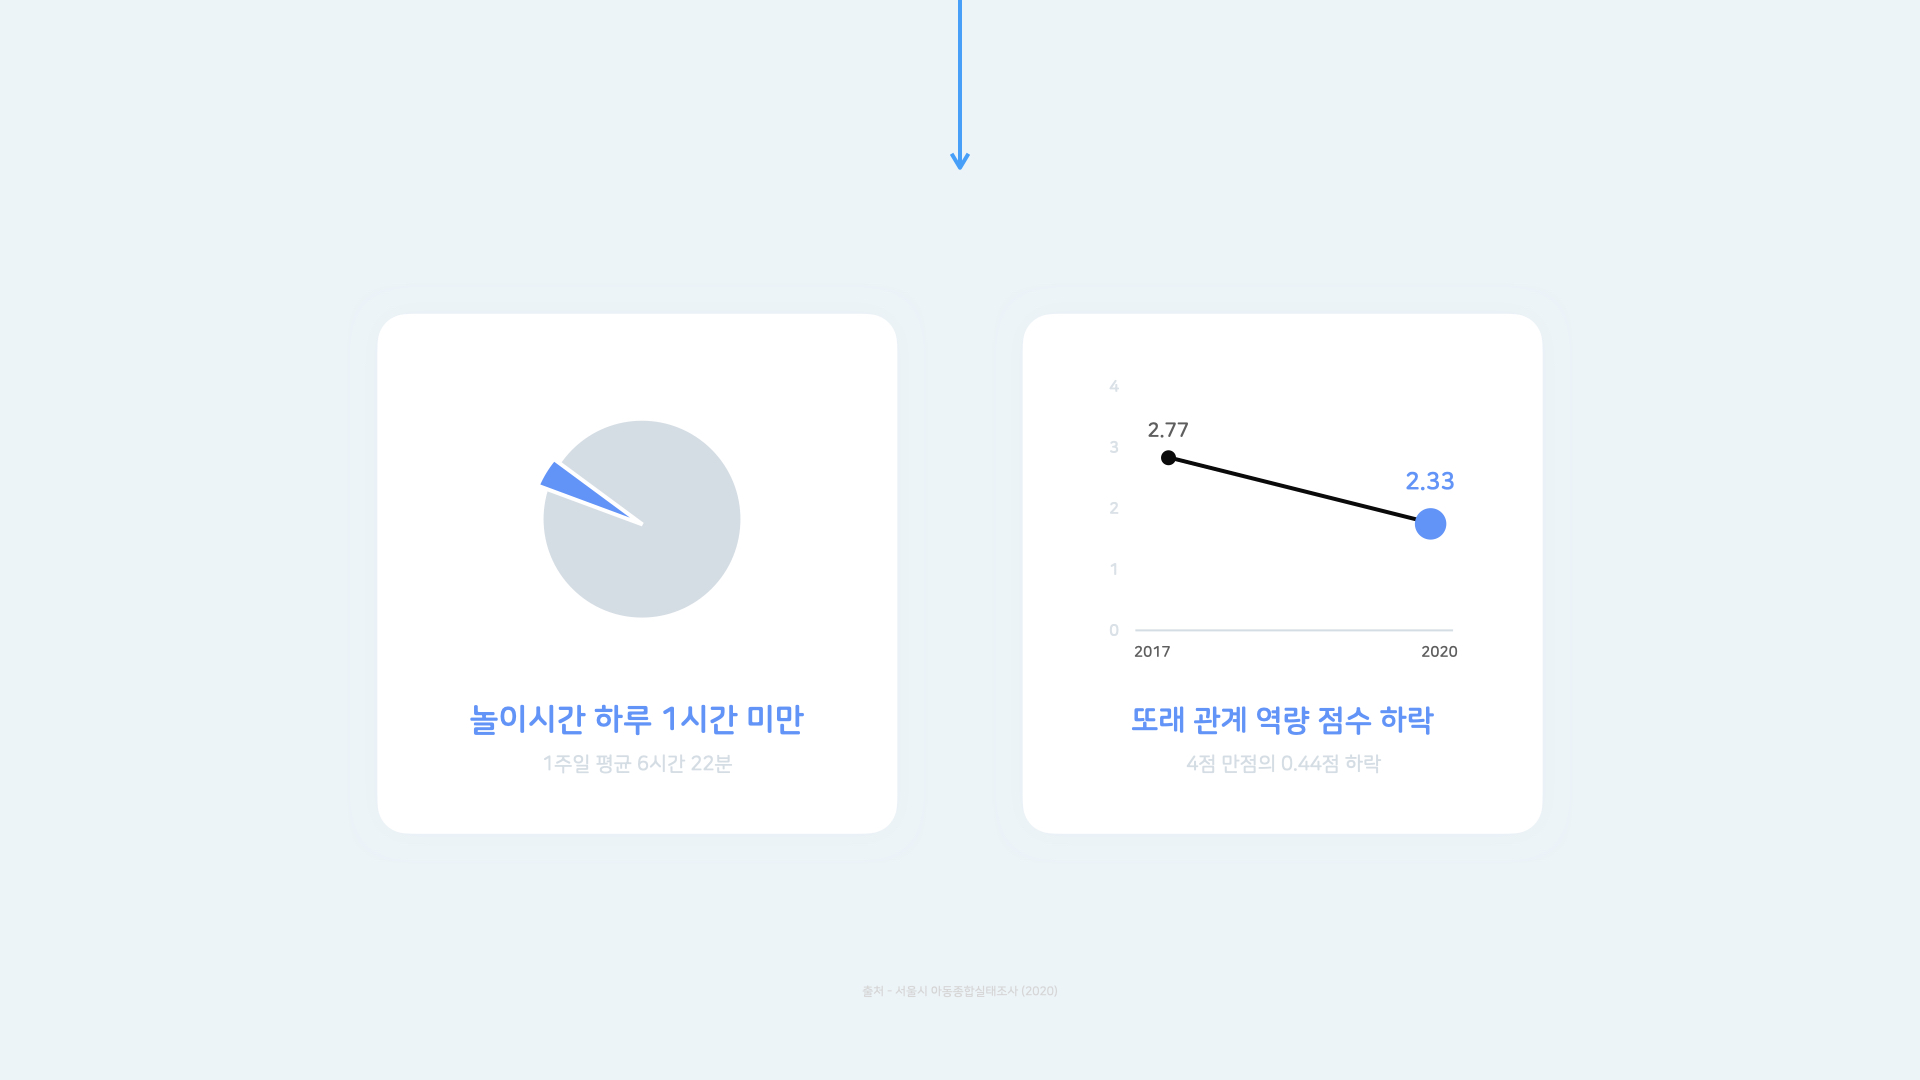 놀이시간 하루 1시간 미만
1주일 평균 6시간 22분
4
3
2
1
0
2.77
2.33
2017
2020
또래 관계 역량 점수 하락
4점 만점의 0.44점 하락
출처 - 서울시 아동종합실태조사 (2020)